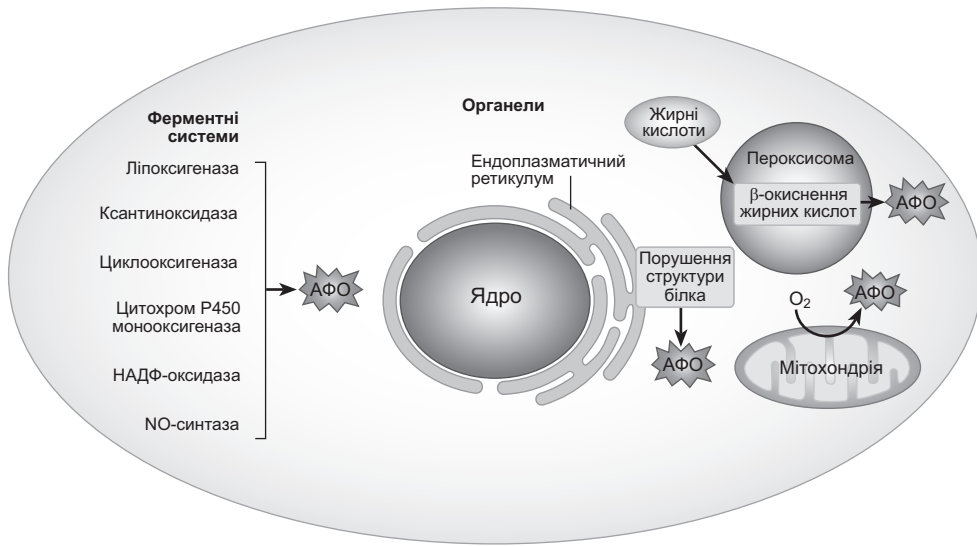 Ферментні
системи
Ліпоксигеназа
Ксантиноксидаза
Циклооксигеназа
Цитохром P450
монооксигеназа
НАДФ-оксидаза
NO-синтаза
АФО
Органели
Ендоплазматичний
ретикулум
Ядро
Порушення
структури
білка
АФО
Жирні
кислоти
Пероксисома
β-окиснення
жирних кислот
АФО
O₂
АФО
Мітохондрія